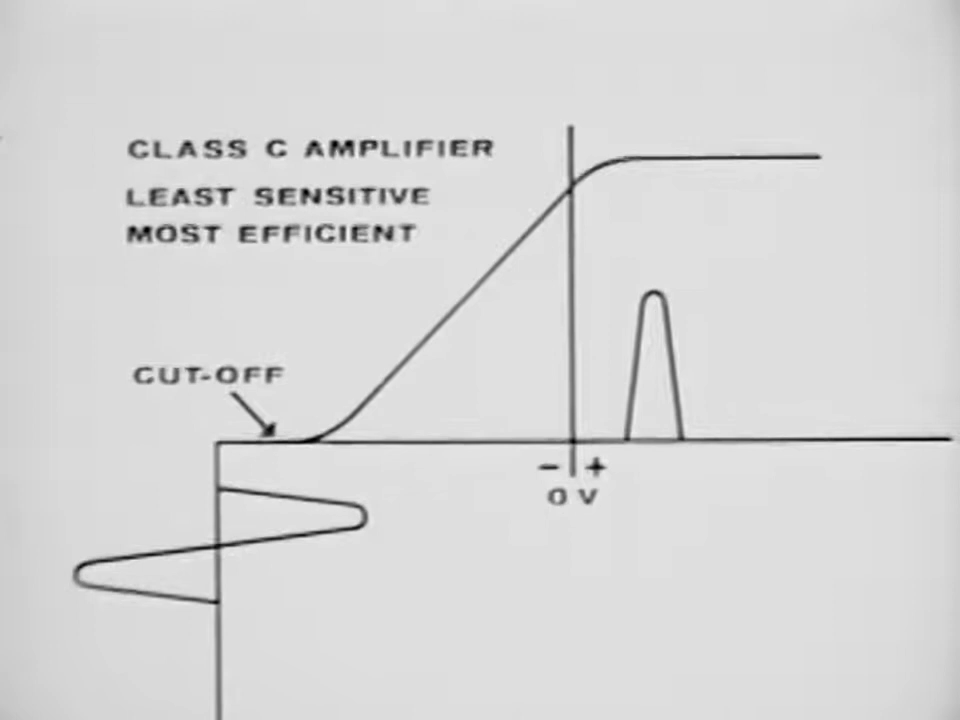 CLASS C AMPLIFIER
LEAST SENSITIVE
MOST EFFICIENT
CUT-OFF
- +
0 V